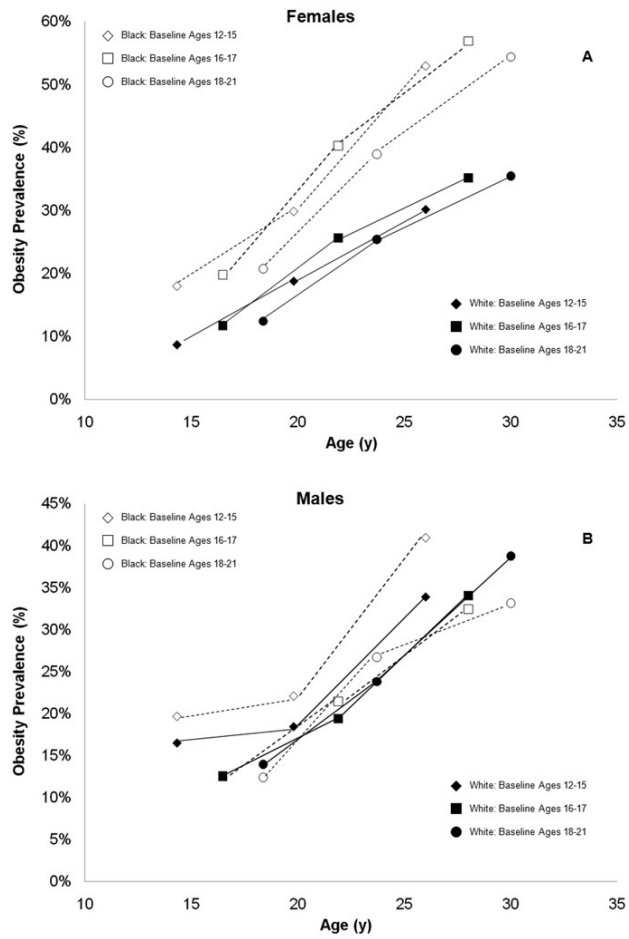 Females
60%
50%
40%
30%
20%
10%
0%
Obesity Prevalence (%)
Black: Baseline Ages 12-15
Black: Baseline Ages 16-17
Black: Baseline Ages 18-21
A
White: Baseline Ages 12-15
White: Baseline Ages 16-17
White: Baseline Ages 18-21
10 15 20 25 30 35
Age (y)
Males
45%
40%
35%
30%
25%
20%
15%
10%
5%
0%
Obesity Prevalence (%)
Black: Baseline Ages 12-15
Black: Baseline Ages 16-17
Black: Baseline Ages 18-21
B
White: Baseline Ages 12-15
White: Baseline Ages 16-17
White: Baseline Ages 18-21
10 15 20 25 30 35
Age (y)